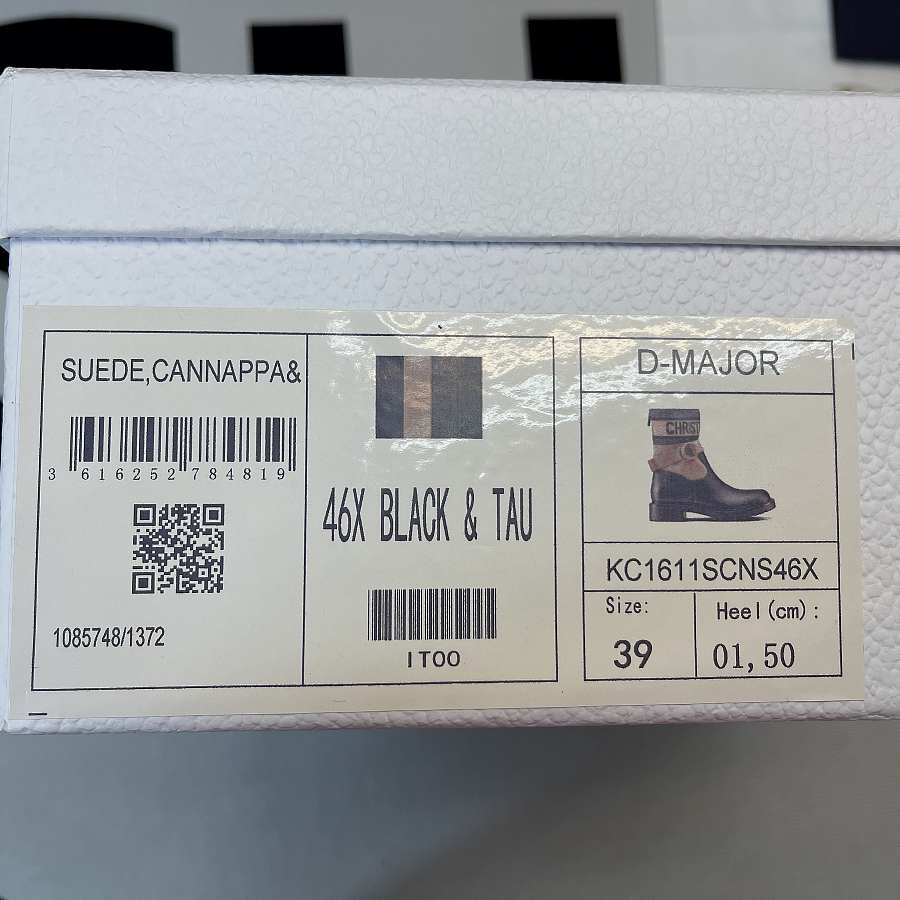 SUEDE,CANNAPPA&
3 616252 784819
1085748/1372
46X BLACK & TAU
IT00
D-MAJOR
CHRIST
KC1611SCNS46X
Size:
39
Heel(cm):
01,50